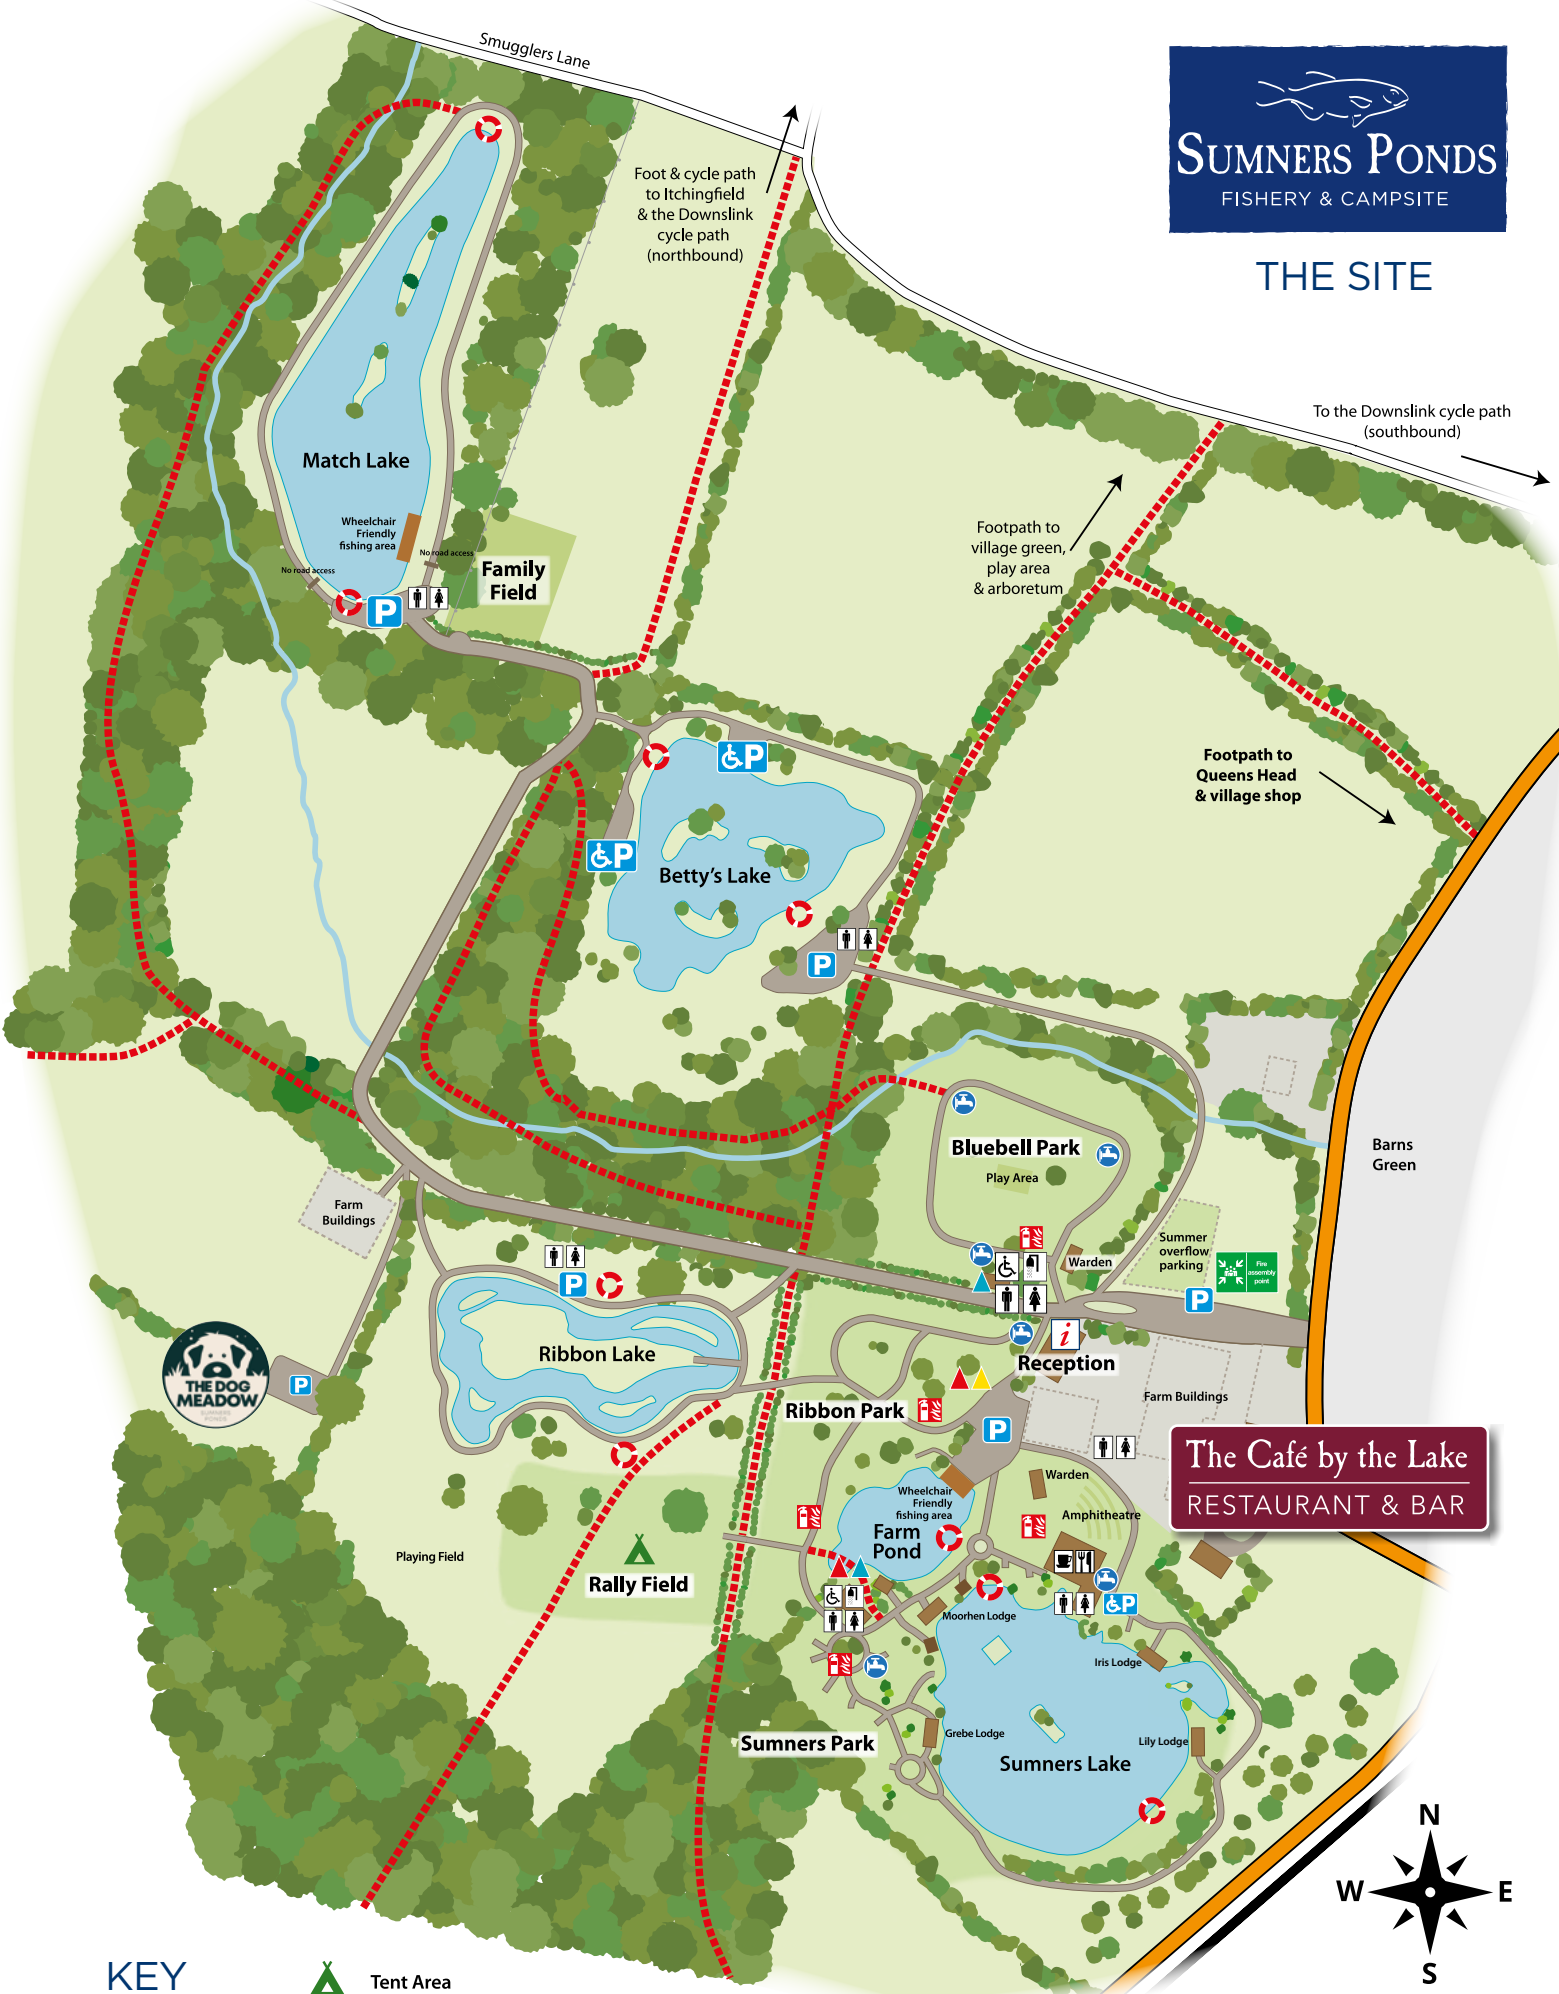 Smugglers Lane
SUMNERS PONDS
FISHERY & CAMPSITE
THE SITE
Foot & cycle path
to Itchingfield
& the Downslink
cycle path
(northbound)
To the Downslink cycle path
(southbound)
Match Lake
Wheelchair
Friendly
fishing area
No road access
No road access
P
Family
Field
Footpath to
village green,
play area
& arboretum
Footpath to
Queens Head
& village shop
P
P
Betty's Lake
P
Barns
Green
Bluebell Park
Play Area
Farm
Buildings
Summer
overflow
parking
Fire
assembly
point
Warden
P
P
Ribbon Lake
i
Reception
THE DOG
MEADOW
SUMNERS
PONDS
P
Farm Buildings
Ribbon Park
P
The Café by the Lake
RESTAURANT & BAR
Warden
Wheelchair
Friendly
fishing area
Amphitheatre
Farm
Pond
Playing Field
Rally Field
P
Moorhen Lodge
Iris Lodge
Grebe Lodge
Lily Lodge
Sumners Park
Sumners Lake
N
W
E
S
KEY
Tent Area